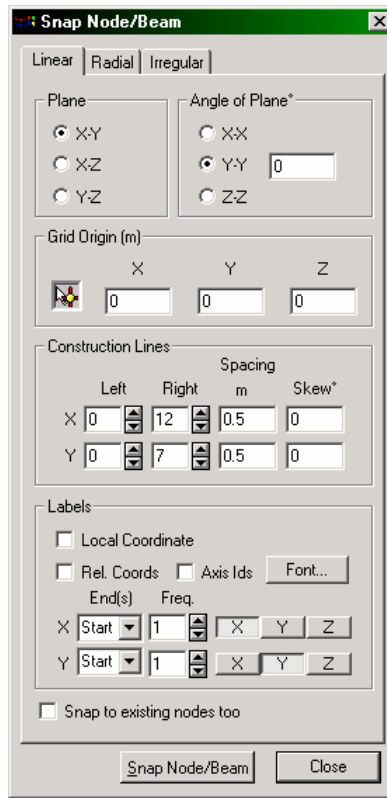 Snap Node/Beam
Linear Radial Irregular
Plane
X-Y
X-Z
Y-Z
Angle of Plane°
X-X
Y-Y 0
Z-Z
Grid Origin (m)
X Y Z
0 0 0
Construction Lines
Spacing
Left Right m Skew°
X 0 12 0.5 0
Y 0 7 0.5 0
Labels
Local Coordinate
Rel. Coords Axis Ids Font...
End(s) Freq.
X Start 1 X Y Z
Y Start 1 X Y Z
Snap to existing nodes too
Snap Node/Beam Close